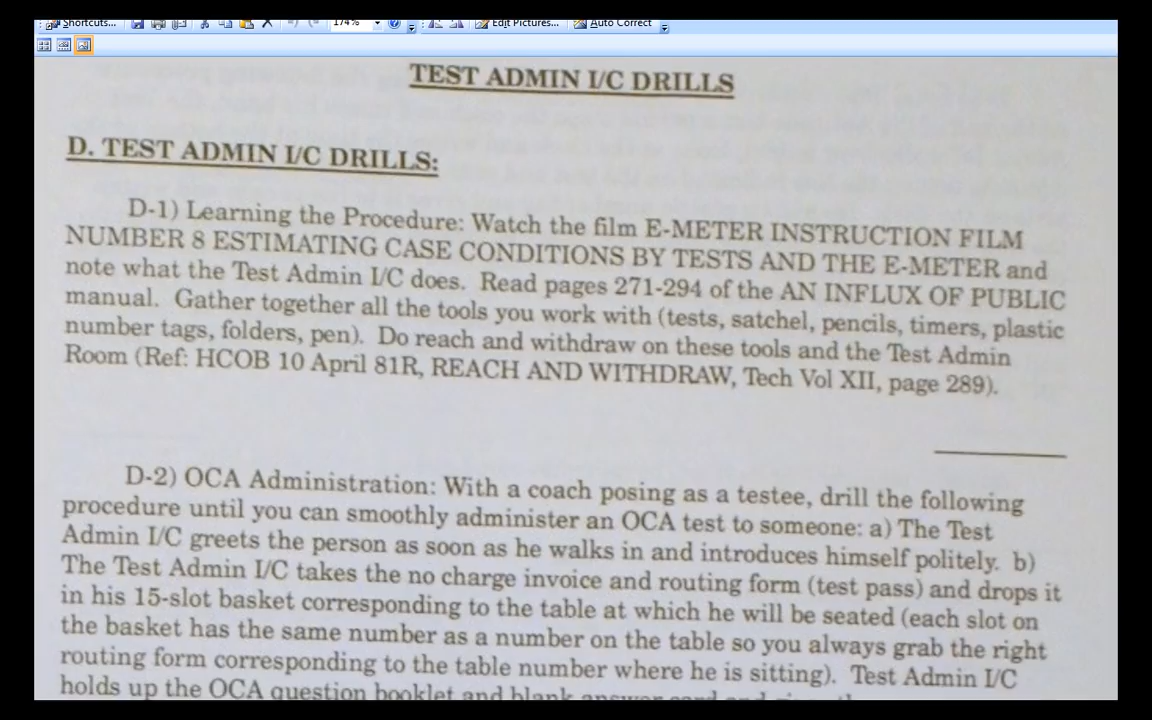 Shortcuts...
174%
Edit Pictures...
Auto Correct
TEST ADMIN I/C DRILLS
D. TEST ADMIN I/C DRILLS:
D-1) Learning the Procedure: Watch the film E-METER INSTRUCTION FILM
NUMBER 8 ESTIMATING CASE CONDITIONS BY TESTS AND THE E-METER and
note what the Test Admin I/C does. Read pages 271-294 of the AN INFLUX OF PUBLIC
manual. Gather together all the tools you work with (tests, satchel, pencils, timers, plastic
number tags, folders, pen). Do reach and withdraw on these tools and the Test Admin
Room (Ref: HCOB 10 April 81R, REACH AND WITHDRAW, Tech Vol XII, page 289).
D-2) OCA Administration: With a coach posing as a testee, drill the following
procedure until you can smoothly administer an OCA test to someone: a) The Test
Admin I/C greets the person as soon as he walks in and introduces himself politely. b)
The Test Admin I/C takes the no charge invoice and routing form (test pass) and drops it
in his 15-slot basket corresponding to the table at which he will be seated (each slot on
the basket has the same number as a number on the table so you always grab the right
routing form corresponding to the table number where he is sitting). Test Admin I/C
holds up the OCA question booklet and blank answer card and